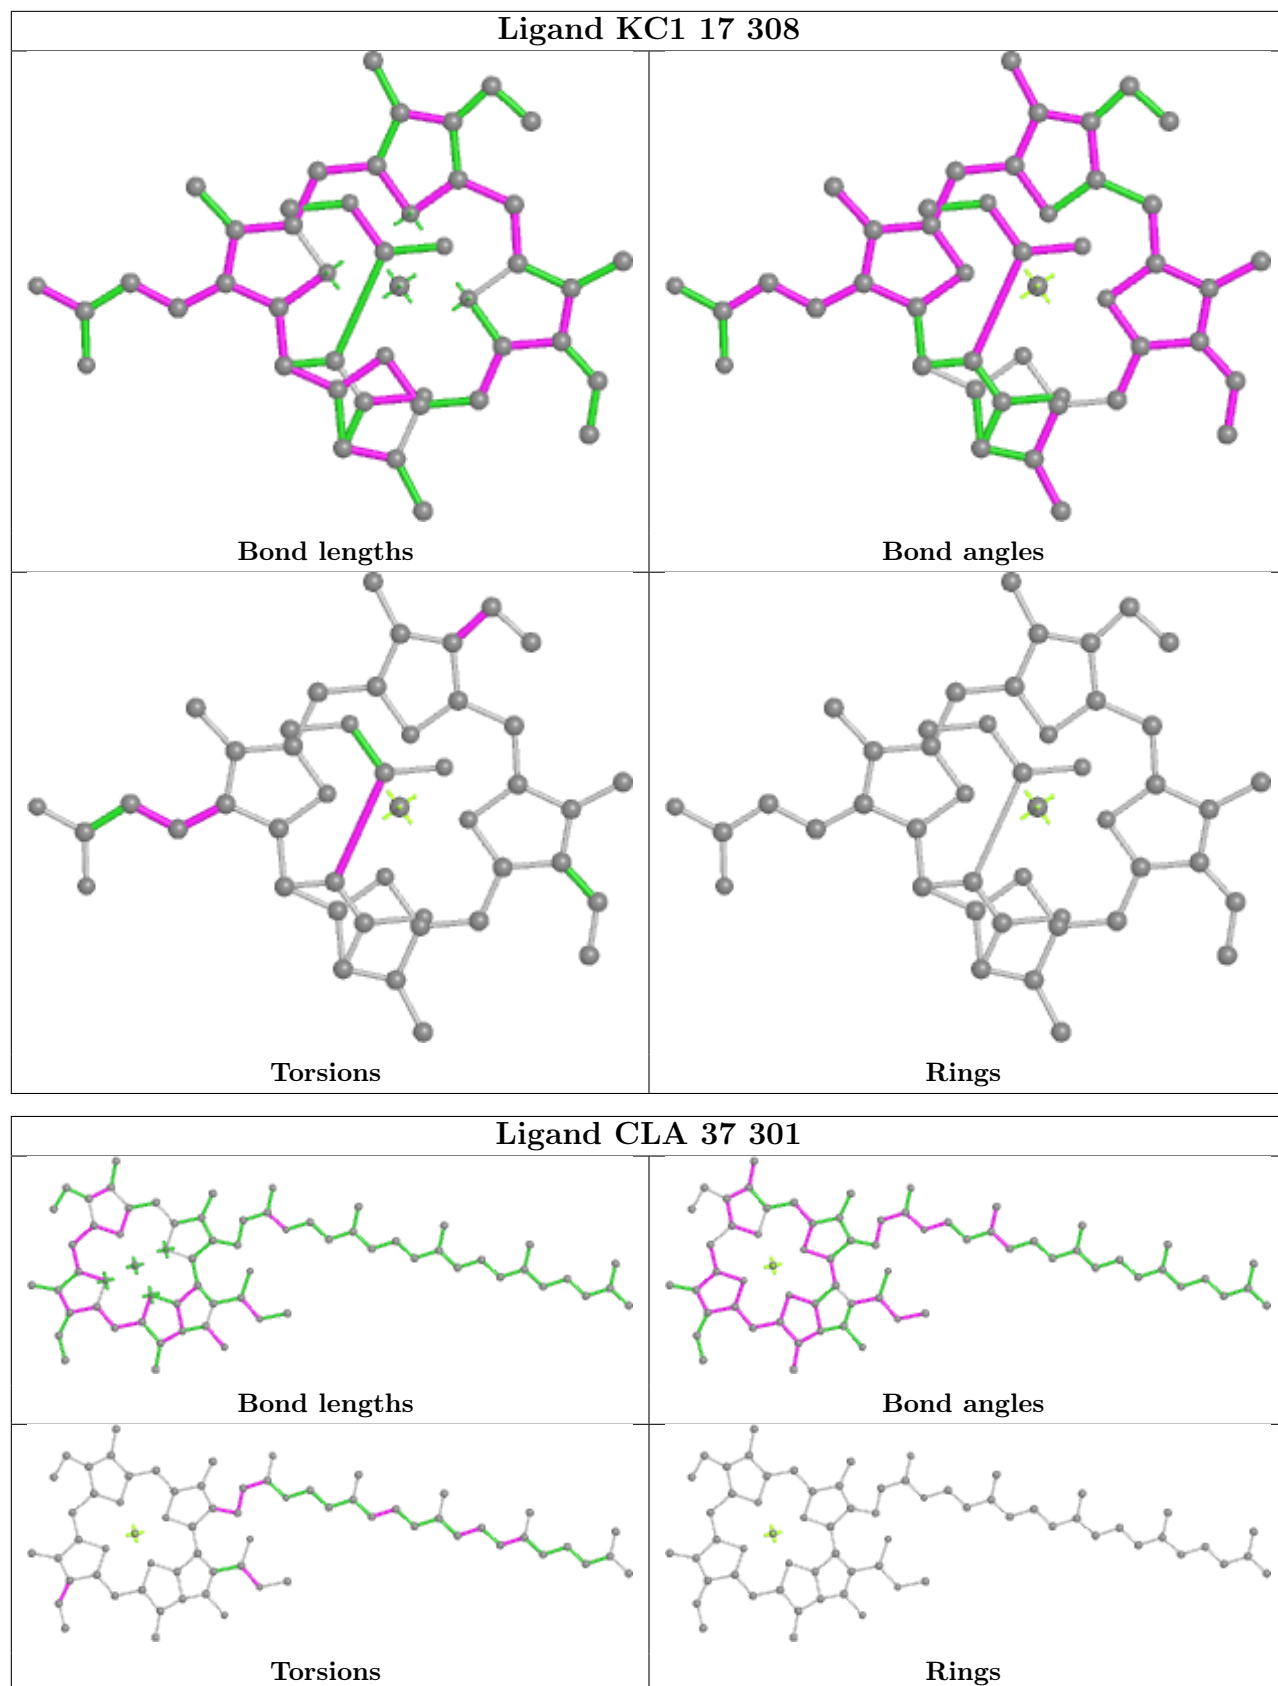 Ligand KC1 17 308
Bond lengths
Bond angles
Torsions
Rings
Ligand CLA 37 301
Bond lengths
Bond angles
Torsions
Rings